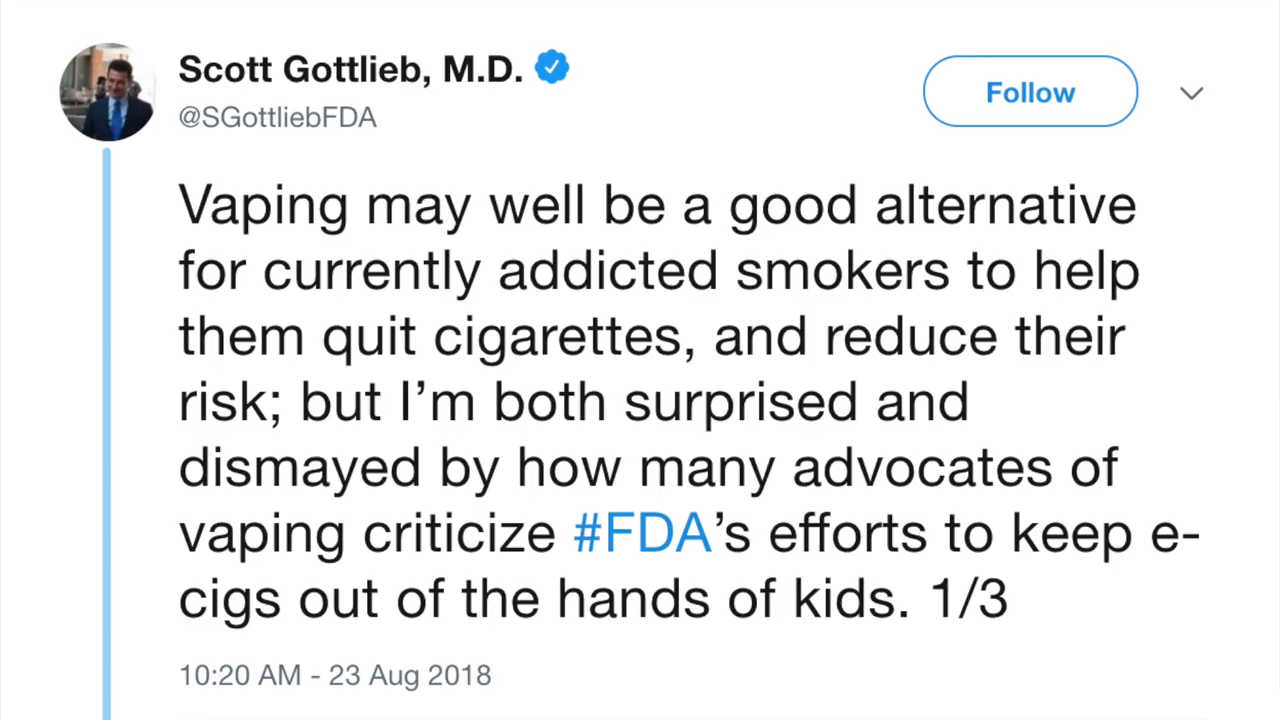 Scott Gottlieb, M.D.
@SGottliebFDA
Follow
Vaping may well be a good alternative
for currently addicted smokers to help
them quit cigarettes, and reduce their
risk; but I’m both surprised and
dismayed by how many advocates of
vaping criticize #FDA’s efforts to keep e-
cigs out of the hands of kids. 1/3
10:20 AM - 23 Aug 2018